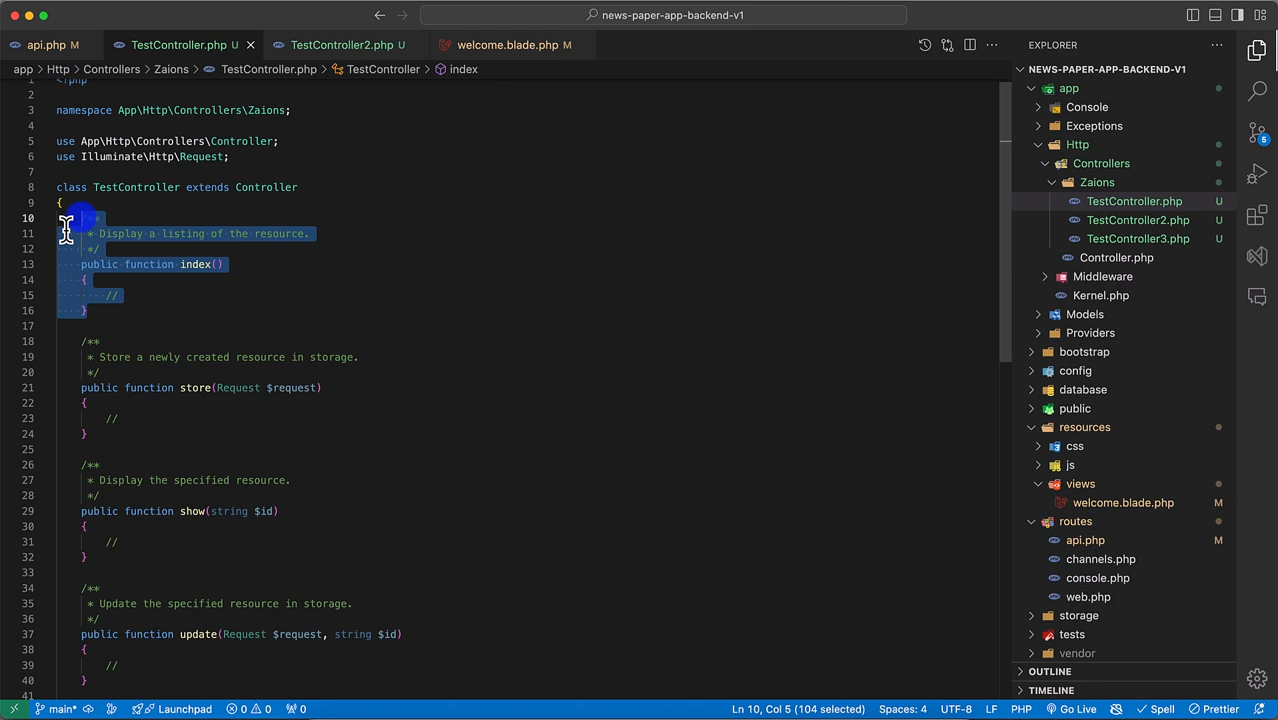 news-paper-app-backend-v1
api.php M
TestController.php U
TestController2.php U
welcome.blade.php M
EXPLORER
app > Http > Controllers > Zaions > TestController.php > TestController > index
1 <?php
2
3 namespace App\Http\Controllers\Zaions;
4
5 use App\Http\Controllers\Controller;
6 use Illuminate\Http\Request;
7
8 class TestController extends Controller
9 {
10 /**
11 * Display a listing of the resource.
12 */
13 public function index()
14 {
15 //
16 }
17
18 /**
19 * Store a newly created resource in storage.
20 */
21 public function store(Request $request)
22 {
23 //
24 }
25
26 /**
27 * Display the specified resource.
28 */
29 public function show(string $id)
30 {
31 //
32 }
33
34 /**
35 * Update the specified resource in storage.
36 */
37 public function update(Request $request, string $id)
38 {
39 //
40 }
41
NEWS-PAPER-APP-BACKEND-V1
app
Console
Exceptions
Http
Controllers
Zaions
TestController.php U
TestController2.php U
TestController3.php U
Controller.php
Middleware
Kernel.php
Models
Providers
bootstrap
config
database
public
resources
css
js
views
welcome.blade.php M
routes
api.php M
channels.php
console.php
web.php
storage
tests
vendor
OUTLINE
TIMELINE
5
main* Launchpad 0 0 0 Ln 10, Col 5 (104 selected) Spaces: 4 UTF-8 LF PHP Go Live Spell Prettier